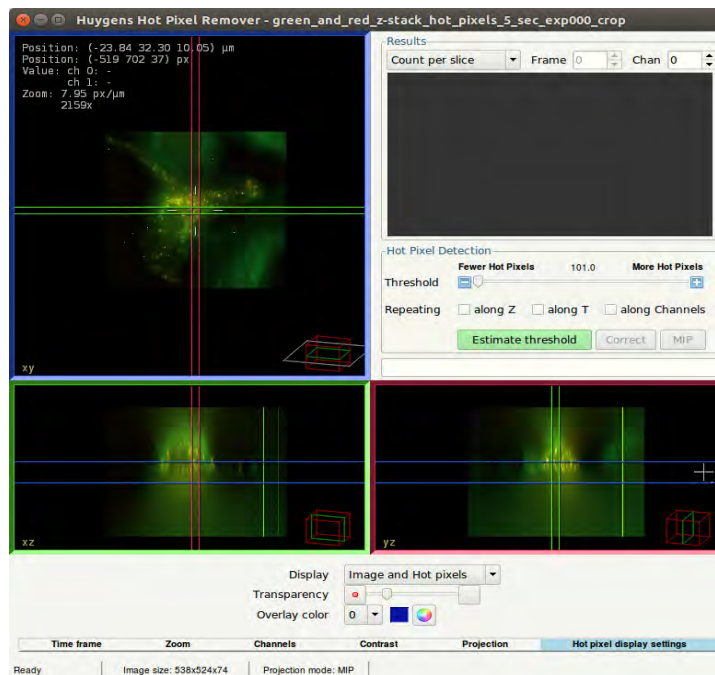 Huygens Hot Pixel Remover - green_and_red_z-stack_hot_pixels_5_sec_exp000_crop
Position: (-23.84 32.30 10.05) µm
Position: (-519 702 37) px
Value: ch 0: -
ch 1: -
Zoom: 7.95 px/µm
2159x
xy
Results
Count per slice Frame 0 Chan 0
Hot Pixel Detection
Fewer Hot Pixels 101.0 More Hot Pixels
Threshold
Repeating along Z along T along Channels
Estimate threshold Correct MIP
xz
yz
Display Image and Hot pixels
Transparency
Overlay color 0
Time frame Zoom Channels Contrast Projection Hot pixel display settings
Ready Image size: 538x524x74 Projection mode: MIP